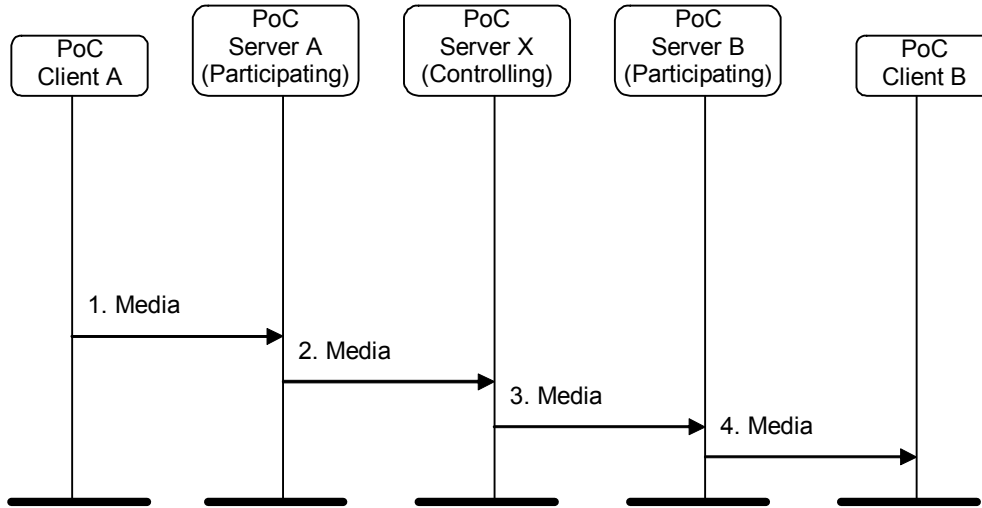 PoC
Client A
PoC
Server A
(Participating)
PoC
Server X
(Controlling)
PoC
Server B
(Participating)
PoC
Client B
1. Media
2. Media
3. Media
4. Media